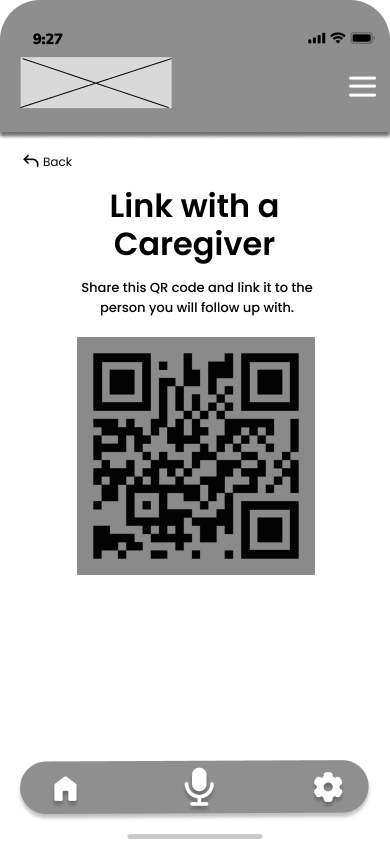 9:27
Back
Link with a
Caregiver
Share this QR code and link it to the
person you will follow up with.